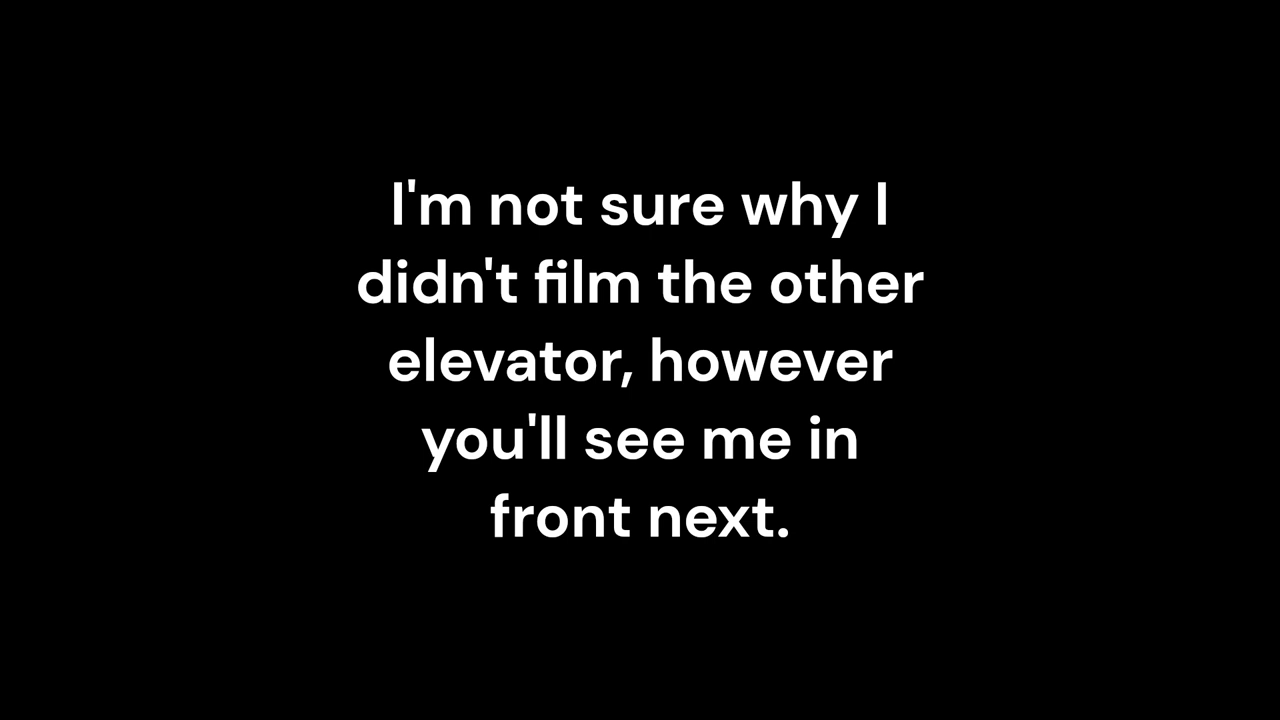 I'm not sure why I
didn't film the other
elevator, however
you'll see me in
front next.